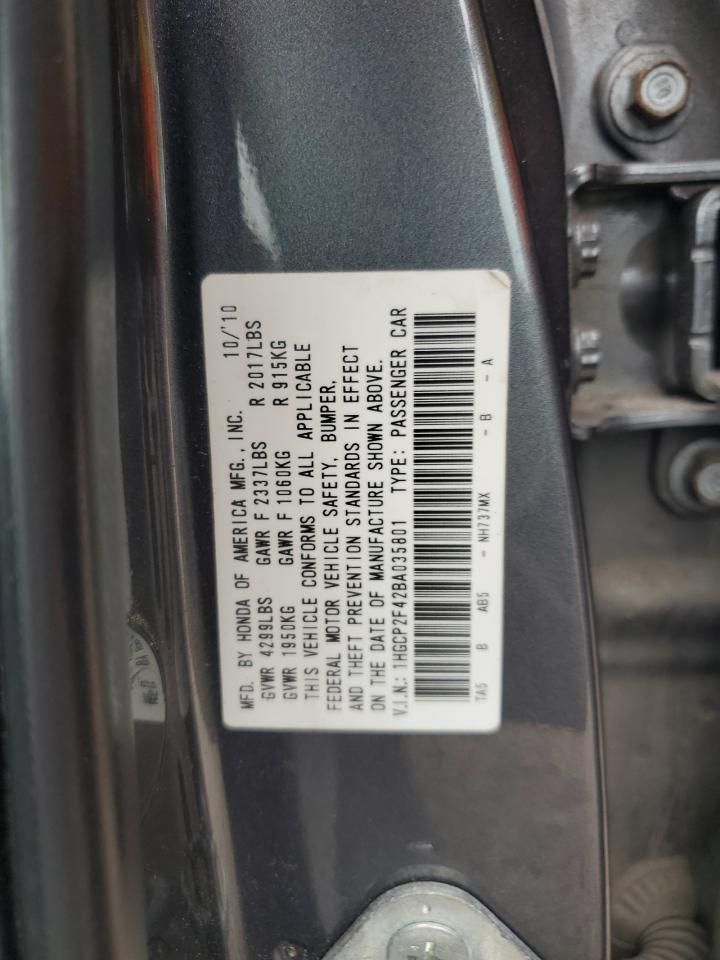 MFD. BY HONDA OF AMERICA MFG., INC. 10/'10
GVWR 4299LBS GAWR F 2337LBS R 2017LBS
GVWR 1950KG GAWR F 1060KG R 915KG
THIS VEHICLE CONFORMS TO ALL APPLICABLE
FEDERAL MOTOR VEHICLE SAFETY, BUMPER,
AND THEFT PREVENTION STANDARDS IN EFFECT
ON THE DATE OF MANUFACTURE SHOWN ABOVE.
V.I.N.: 1HGCP2F42BA035801 TYPE: PASSENGER CAR
TA5 B AB5 - NH737MX - B - A